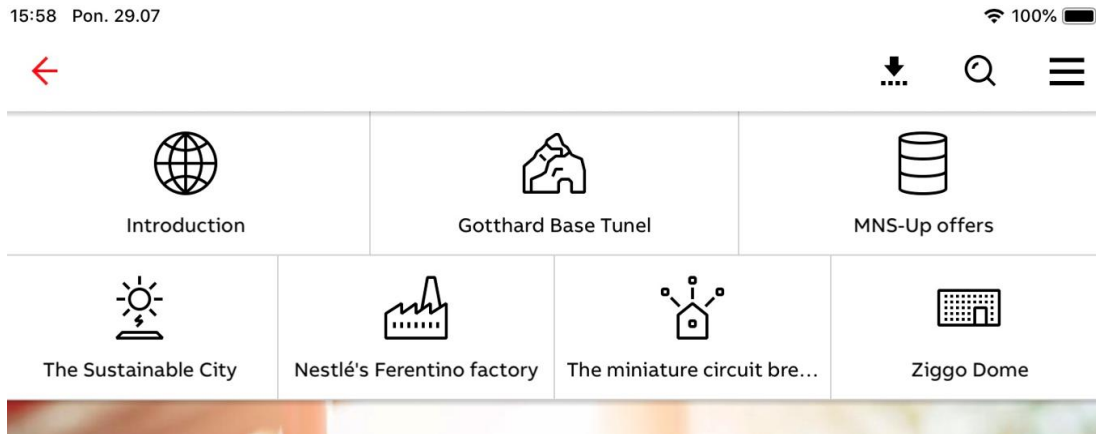 15:58 Pon. 29.07 100%
Introduction Gotthard Base Tunel MNS-Up offers
The Sustainable City Nestlé's Ferentino factory The miniature circuit bre... Ziggo Dome